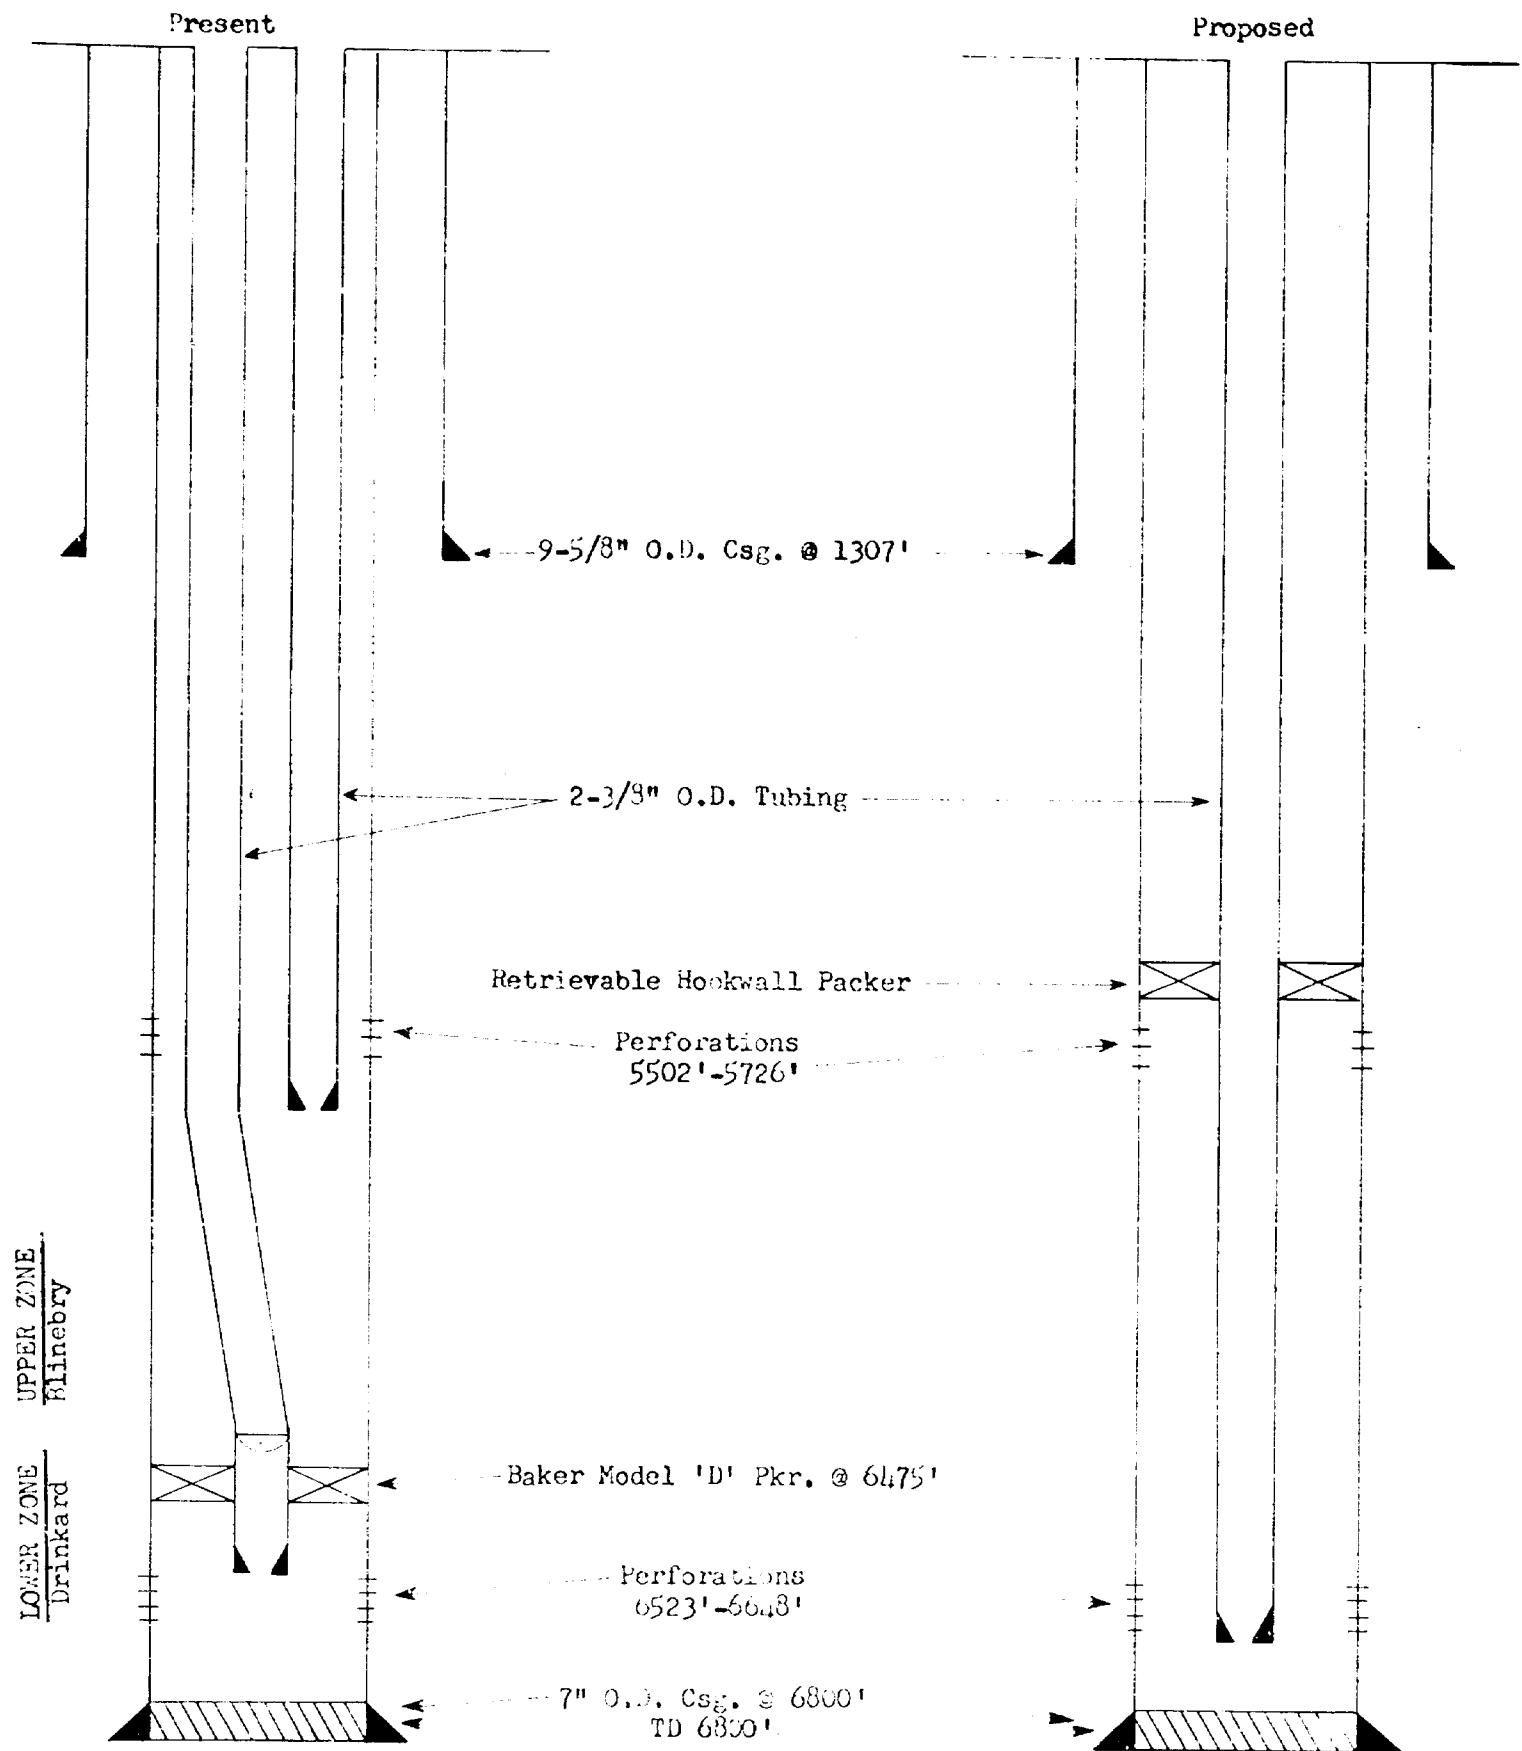 Present
Proposed
9-5/8" O.D. Csg. @ 1307'
2-3/8" O.D. Tubing
Retrievable Hookwall Packer
Perforations
5502'-5726'
UPPER ZONE
Blinebry
LOWER ZONE
Drinkard
Baker Model 'D' Pkr. @ 6475'
Perforations
6523'-6648'
7" O.D. Csg. @ 6800'
TD 6800'